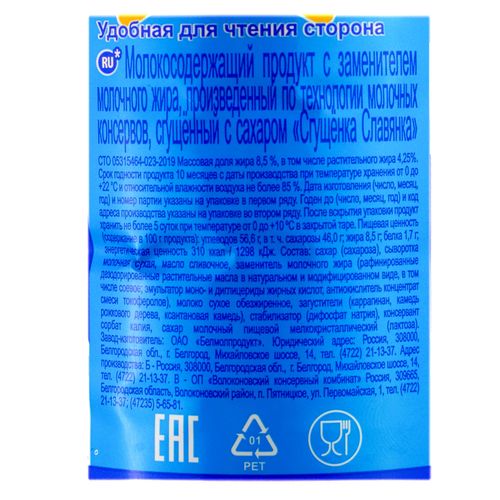 Удобная для чтения сторона
RU* Молокосодержащий продукт с заменителем
молочного жира, произведенный по технологии молочных
консервов, сгущенный с сахаром «Сгущенка Славянка»
СТО 05315464-023-2019 Массовая доля жира 8,5 %, в том числе растительного жира 4,25%.
Срок годности продукта 10 месяцев с даты производства при температуре хранения от 0 до
+22 °С и относительности воздуха не более 85 %. Дата изготовления (число, месяц,
год) и номер партии указаны на упаковке в первом ряду. Годен до (число, месяц, год) и код
адреса производства указаны на упаковке во втором ряду. После вскрытия упаковки продукт
хранить не более 5 суток при температуре от 0 до +10 °С в закрытой таре. Пищевая ценность
(содержание в 100 г продукта): углеводов 56,6 г, в т. ч. сахарозы 46,0 г; жира 8,5 г; белка 1,7 г;
энергетическая ценность 310 ккал / 1298 кДж. Состав: сахар (сахароза), сыворотка
молочная сухая, масло сливочное, заменитель молочного жира (рафинированные
дезодорированные растительные масла в натуральном и модифицированном виде, в том
числе соевое; эмульгатор моно- и диглицериды жирных кислот, антиокислитель концентрат
смеси токоферолов), молоко сухое обезжиренное, загустители (каррагинан, камедь
рожкового дерева, ксантановая камедь), стабилизатор (дифосфат натрия), консервант
сорбат калия, сахар молочный пищевой мелкокристаллический (лактоза).
Завод-изготовитель: ОАО «Белмолпродукт». Юридический адрес: Россия, 308000,
Белгородская обл., г. Белгород, Михайловское шоссе, 14, тел. (4722) 21-13-37. Адрес
производства: Б - Россия, 308000, Белгородская обл., г. Белгород, Михайловское шоссе,
14, тел. (4722) 21-13-37; В - ОП «Волоконовский консервный комбинат» Россия, 309665,
Белгородская обл., Волоконовский район, п. Пятницкое, ул. Первомайская, 1, тел. (4722)
21-13-37; (47235) 5-65-81.
EAC
01
PET